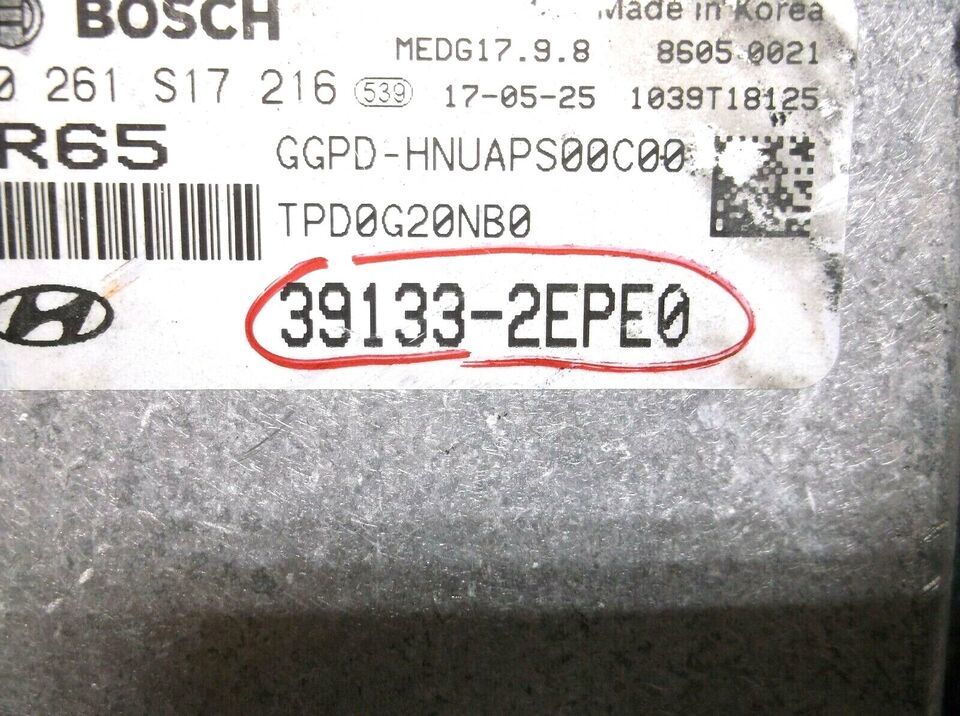 BOSCH
Made in Korea
MEDG17.9.8 8605.0021
0 261 S17 216 539 17-05-25 1039T18125
R65
GGPD-HNUAPS00C00
TPD0G20NB0
39133-2EPE0